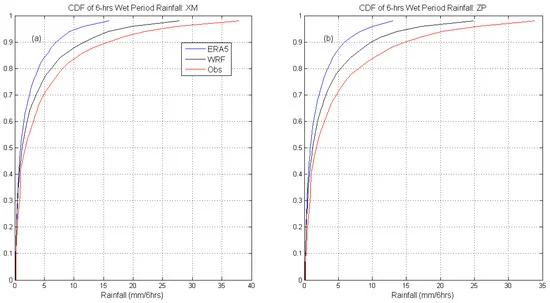 CDF of 6-hrs Wet Period Rainfall: XM
1
0.9
0.8
0.7
0.6
0.5
0.4
0.3
0.2
0.1
0
(a)
ERA5
WRF
Obs
0 5 10 15 20 25 30 35 40
Rainfall (mm/6hrs)
CDF of 6-hrs Wet Period Rainfall: ZP
1
0.9
0.8
0.7
0.6
0.5
0.4
0.3
0.2
0.1
0
(b)
0 5 10 15 20 25 30 35
Rainfall (mm/6hrs)